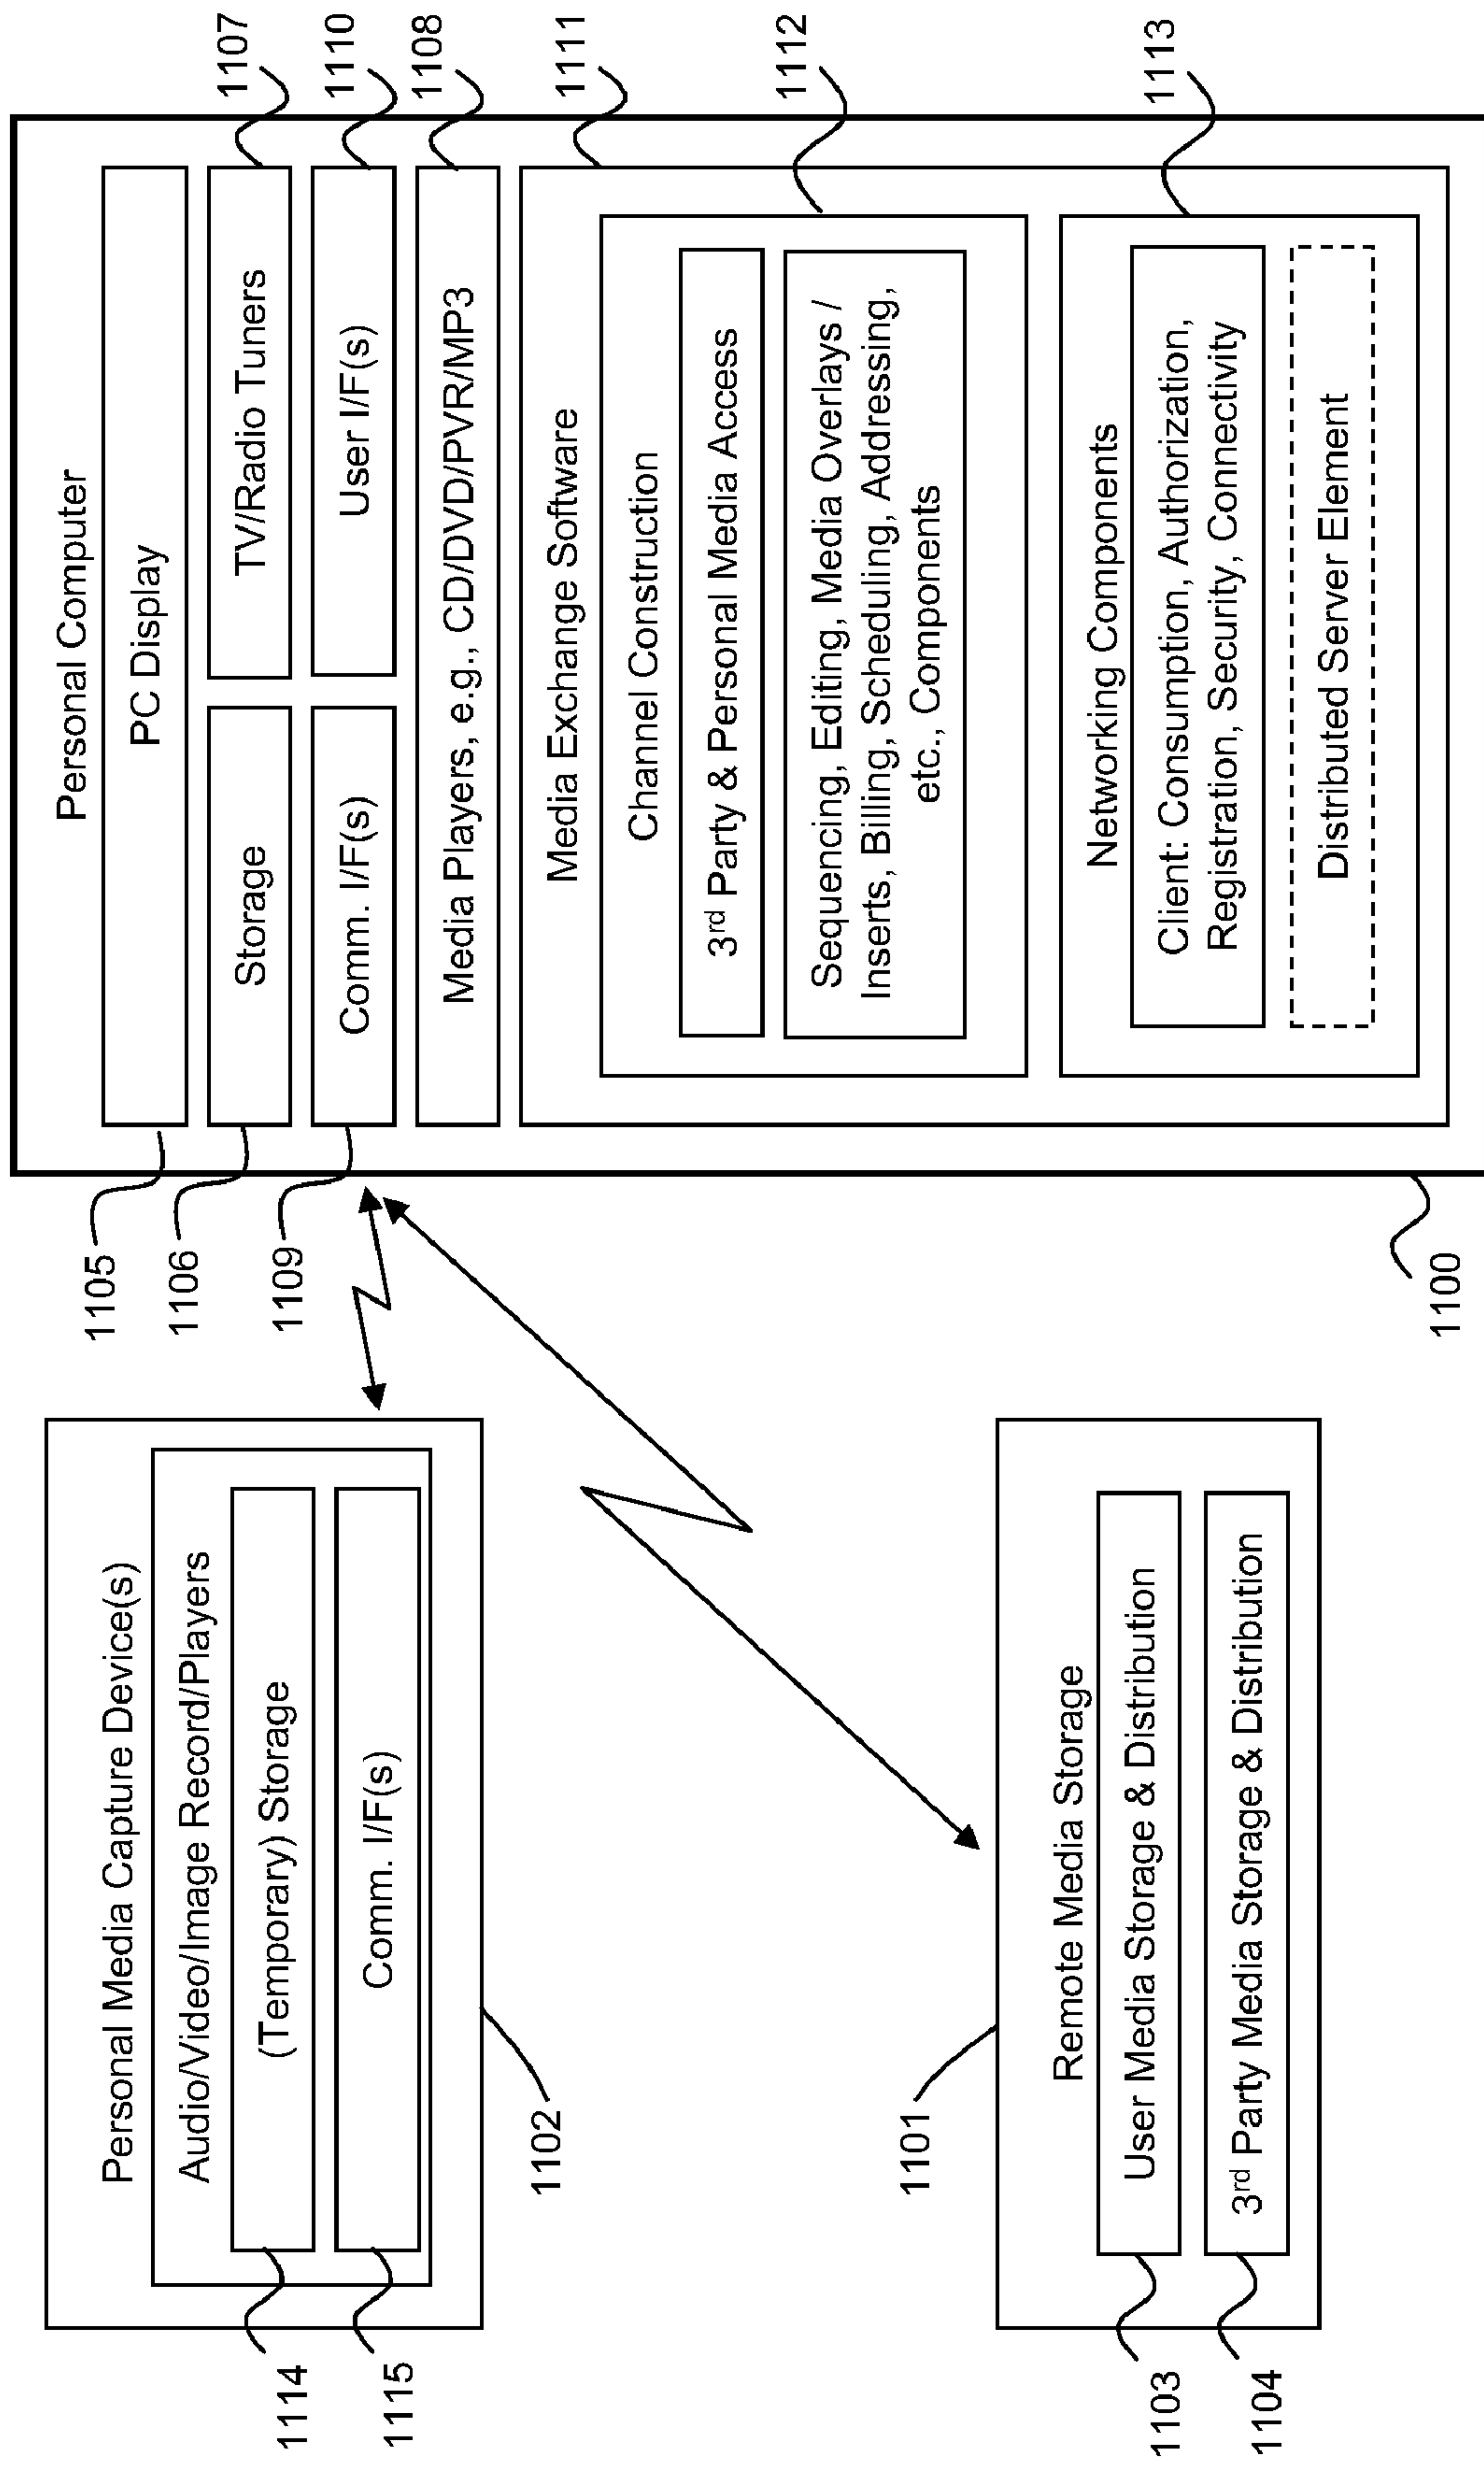 Personal Media Capture Device(s)
Audio/Video/Image Record/Players
(Temporary) Storage
Comm. I/F(s)
1114
1115
1102
Remote Media Storage
User Media Storage & Distribution
3rd Party Media Storage & Distribution
1101
1103
1104
Personal Computer
PC Display
Storage
TV/Radio Tuners
Comm. I/F(s)
User I/F(s)
Media Players, e.g., CD/DVD/PVR/MP3
Media Exchange Software
Channel Construction
3rd Party & Personal Media Access
Sequencing, Editing, Media Overlays /
Inserts, Billing, Scheduling, Addressing,
etc., Components
Networking Components
Client: Consumption, Authorization,
Registration, Security, Connectivity
Distributed Server Element
1105
1106
1109
1100
1107
1110
1108
1111
1112
1113